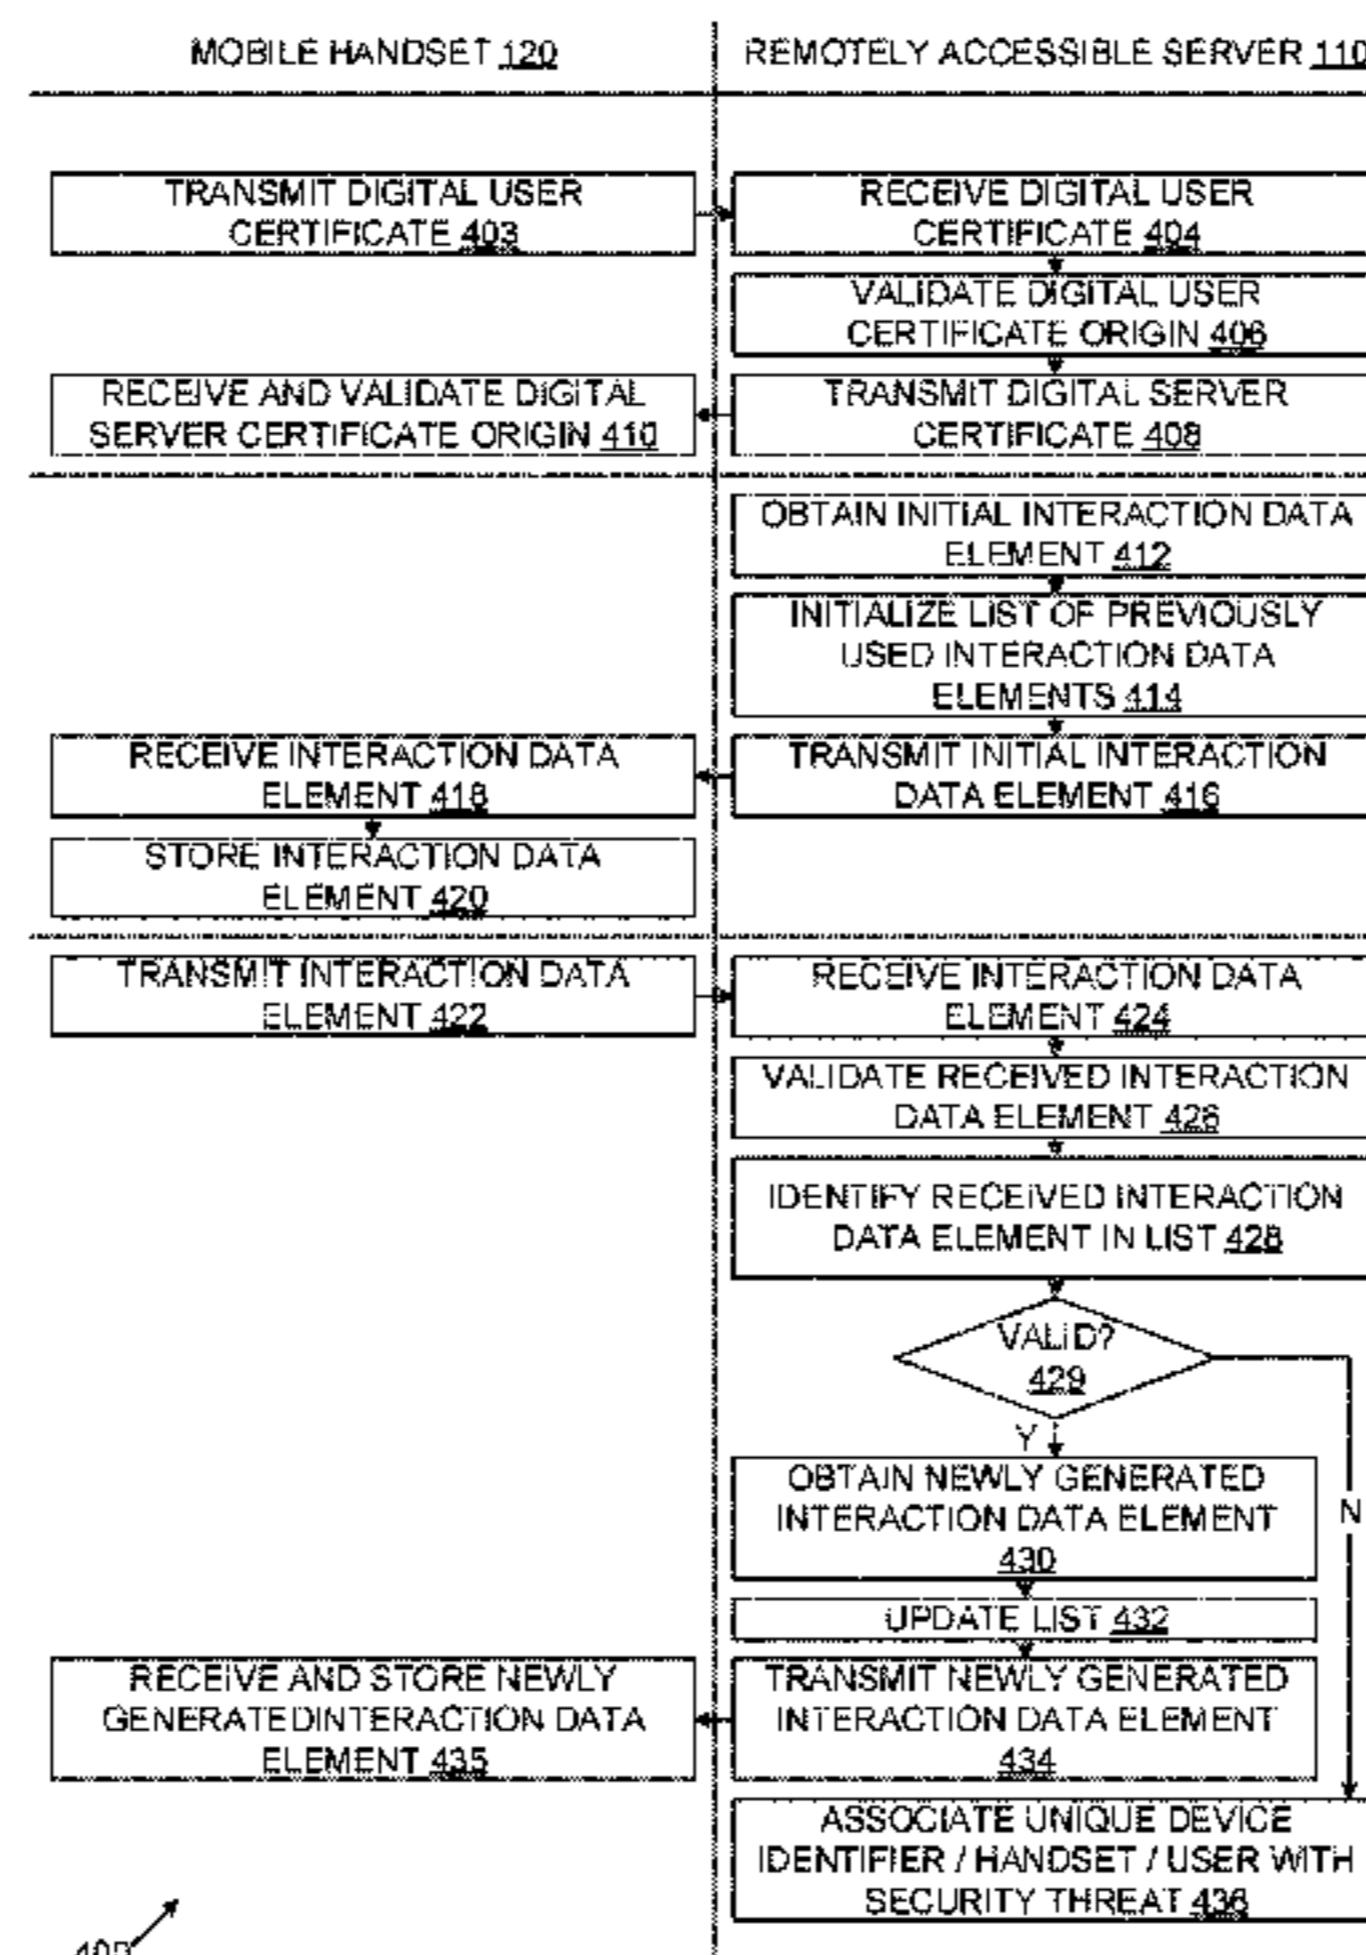 MOBILE HANDSET 120
REMOTELY ACCESSIBLE SERVER 110
TRANSMIT DIGITAL USER
CERTIFICATE 403
RECEIVE DIGITAL USER
CERTIFICATE 404
VALIDATE DIGITAL USER
CERTIFICATE ORIGIN 406
RECEIVE AND VALIDATE DIGITAL
SERVER CERTIFICATE ORIGIN 410
TRANSMIT DIGITAL SERVER
CERTIFICATE 408
OBTAIN INITIAL INTERACTION DATA
ELEMENT 412
INITIALIZE LIST OF PREVIOUSLY
USED INTERACTION DATA
ELEMENTS 414
RECEIVE INTERACTION DATA
ELEMENT 418
TRANSMIT INITIAL INTERACTION
DATA ELEMENT 416
STORE INTERACTION DATA
ELEMENT 420
TRANSMIT INTERACTION DATA
ELEMENT 422
RECEIVE INTERACTION DATA
ELEMENT 424
VALIDATE RECEIVED INTERACTION
DATA ELEMENT 426
IDENTIFY RECEIVED INTERACTION
DATA ELEMENT IN LIST 428
VALID?
429
Y
N
OBTAIN NEWLY GENERATED
INTERACTION DATA ELEMENT
430
UPDATE LIST 432
RECEIVE AND STORE NEWLY
GENERATEDINTERACTION DATA
ELEMENT 435
TRANSMIT NEWLY GENERATED
INTERACTION DATA ELEMENT
434
ASSOCIATE UNIQUE DEVICE
IDENTIFIER / HANDSET / USER WITH
SECURITY THREAT 436